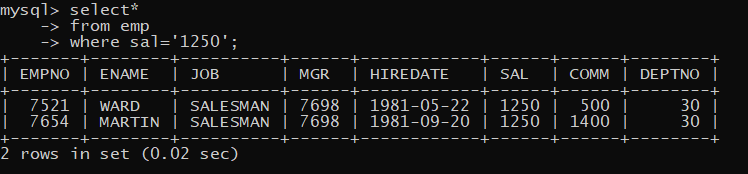 mysql> select*
    -> from emp
    -> where sal='1250';
+-------+--------+----------+------+------------+------+------+--------+
| EMPNO | ENAME  | JOB      | MGR  | HIREDATE   | SAL  | COMM | DEPTNO |
+-------+--------+----------+------+------------+------+------+--------+
|  7521 | WARD   | SALESMAN | 7698 | 1981-05-22 | 1250 |  500 |     30 |
|  7654 | MARTIN | SALESMAN | 7698 | 1981-09-20 | 1250 | 1400 |     30 |
+-------+--------+----------+------+------------+------+------+--------+
2 rows in set (0.02 sec)